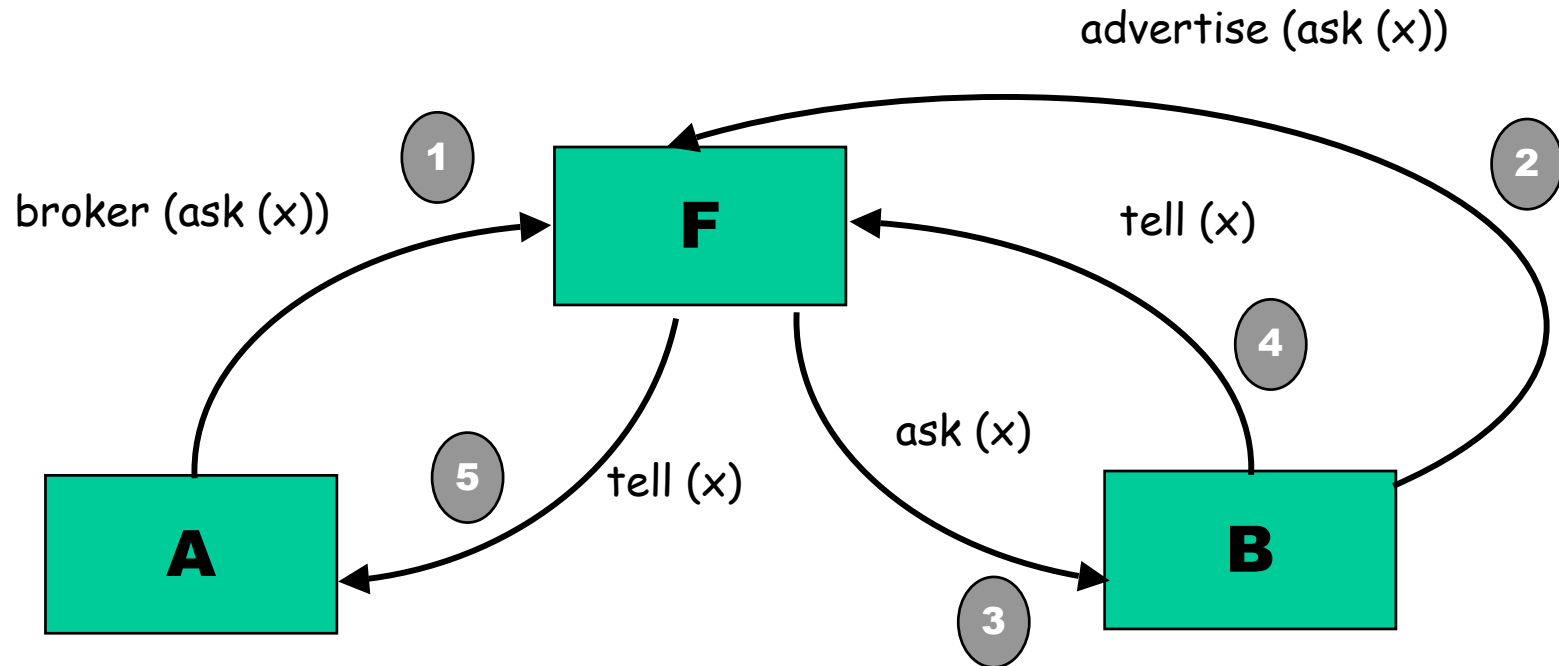 advertise (ask (x))
1
2
broker (ask (x))
F
tell (x)
4
ask (x)
5
tell (x)
A
B
3